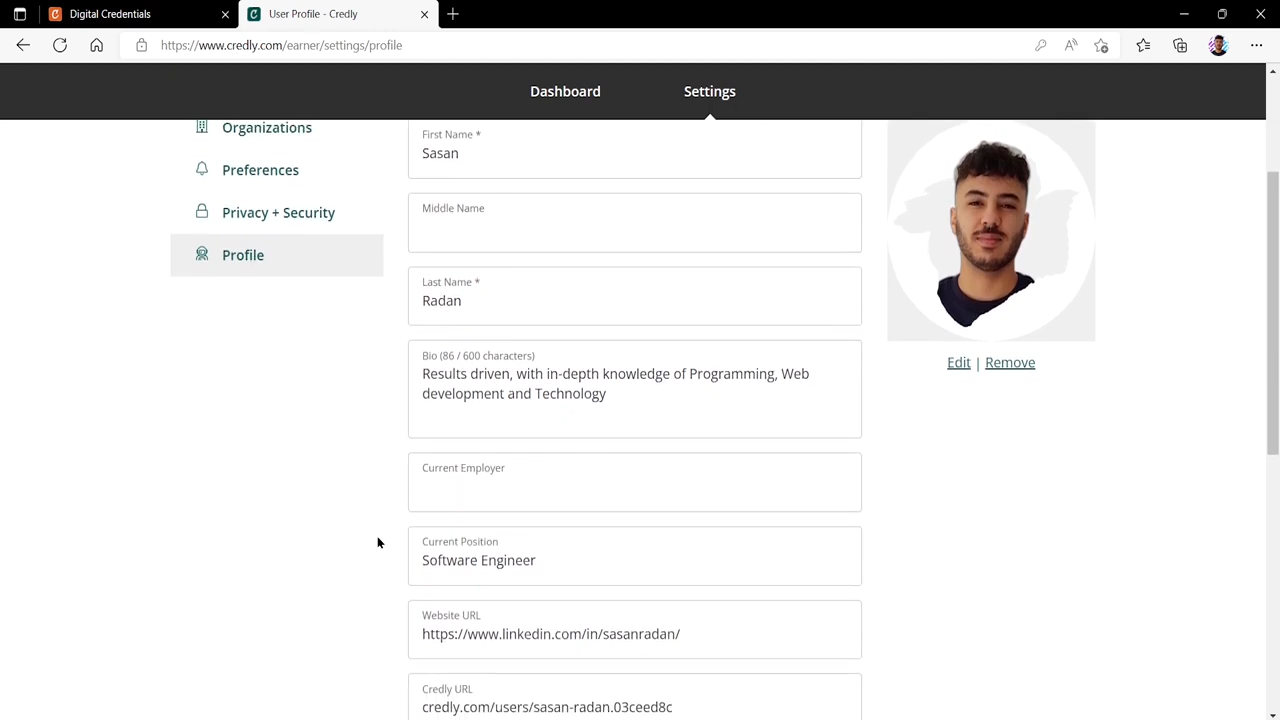 Digital Credentials
User Profile - Credly
https://www.credly.com/earner/settings/profile
Dashboard
Settings
Organizations
Preferences
Privacy + Security
Profile
First Name *
Sasan
Middle Name
Last Name *
Radan
Bio (86 / 600 characters)
Results driven, with in-depth knowledge of Programming, Web
development and Technology
Current Employer
Current Position
Software Engineer
Website URL
https://www.linkedin.com/in/sasanradan/
Credly URL
credly.com/users/sasan-radan.03ceed8c
Edit | Remove